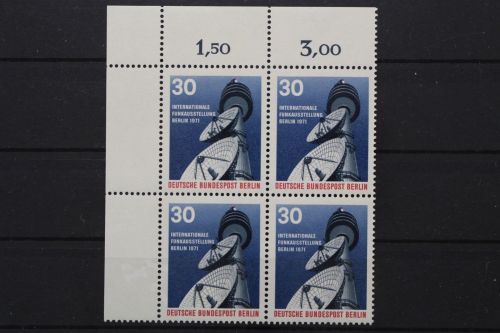 1,50 3,00
30
INTERNATIONALE
FUNKAUSSTELLUNG
BERLIN 1971
DEUTSCHE BUNDESPOST BERLIN
30
INTERNATIONALE
FUNKAUSSTELLUNG
BERLIN 1971
DEUTSCHE BUNDESPOST BERLIN
30
INTERNATIONALE
FUNKAUSSTELLUNG
BERLIN 1971
DEUTSCHE BUNDESPOST BERLIN
30
INTERNATIONALE
FUNKAUSSTELLUNG
BERLIN 1971
DEUTSCHE BUNDESPOST BERLIN